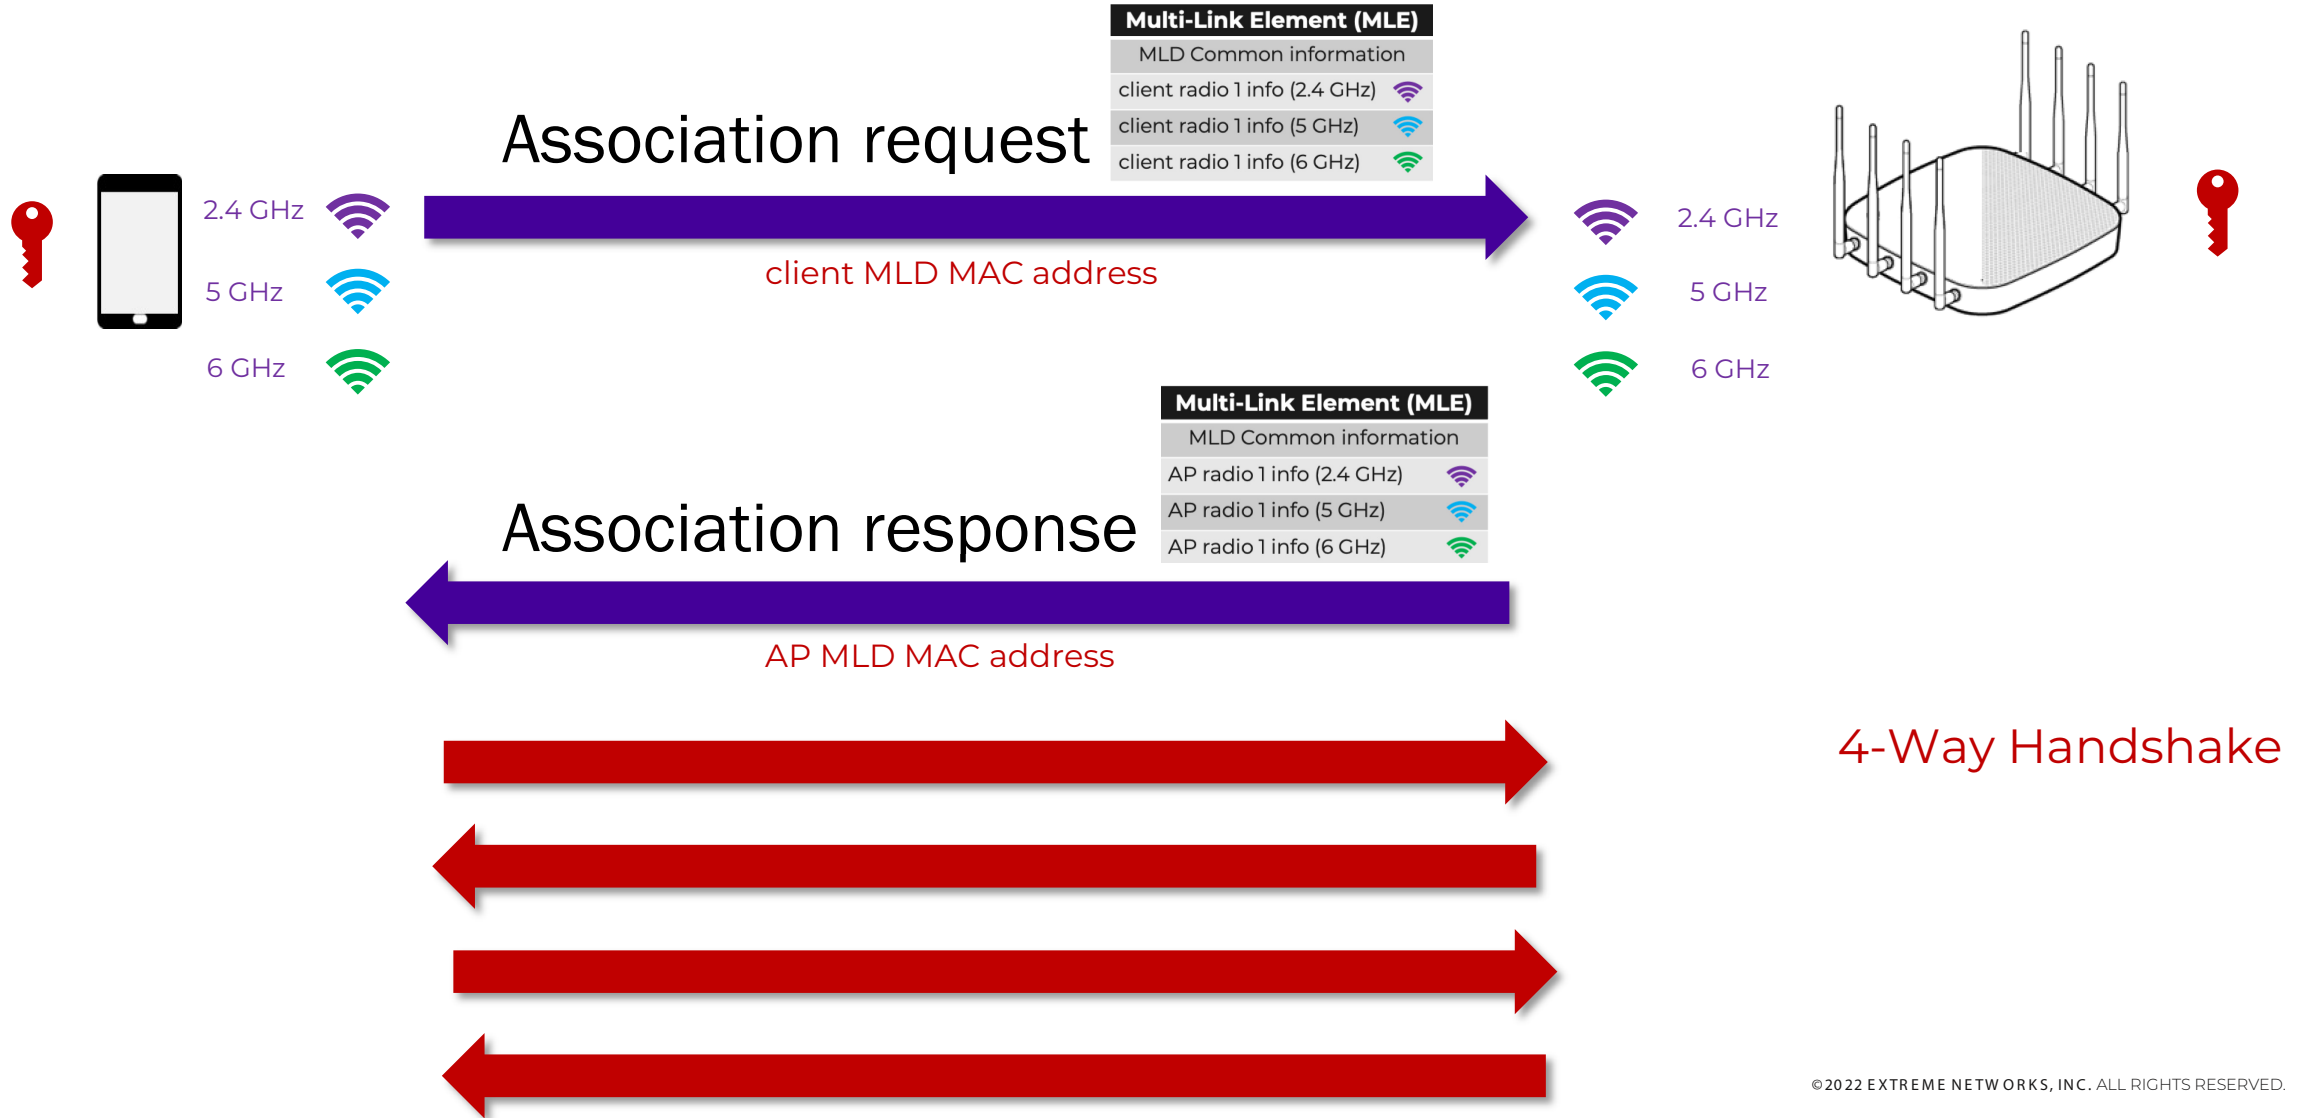 Multi-Link Element (MLE)
MLD Common information
client radio 1 info (2.4 GHz)
client radio 1 info (5 GHz)
client radio 1 info (6 GHz)
Association request
2.4 GHz
5 GHz
6 GHz
client MLD MAC address
2.4 GHz
5 GHz
6 GHz
Multi-Link Element (MLE)
MLD Common information
AP radio 1 info (2.4 GHz)
AP radio 1 info (5 GHz)
AP radio 1 info (6 GHz)
Association response
AP MLD MAC address
4-Way Handshake
©2022 EXTREME NETWORKS, INC. ALL RIGHTS RESERVED.